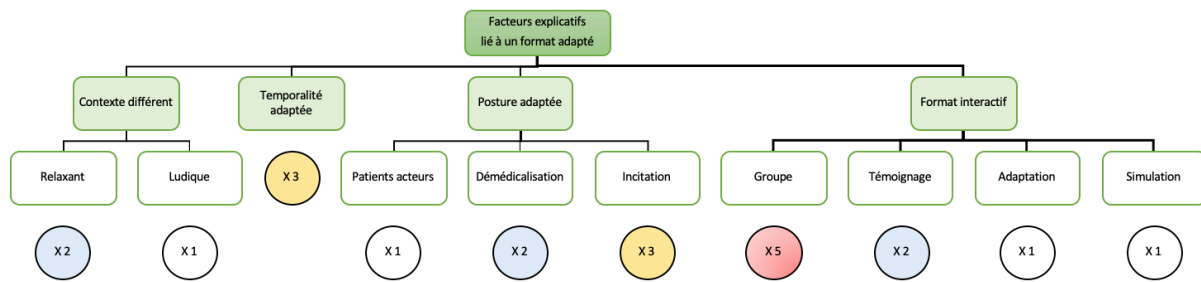 Facteurs explicatifs
lié à un format adapté
Contexte différent
Temporalité
adaptée
Posture adaptée
Format interactif
Relaxant
Ludique
X 3
Patients acteurs
Démédicalisation
Incitation
Groupe
Témoignage
Adaptation
Simulation
X 2
X 1
X 1
X 2
X 3
X 5
X 2
X 1
X 1